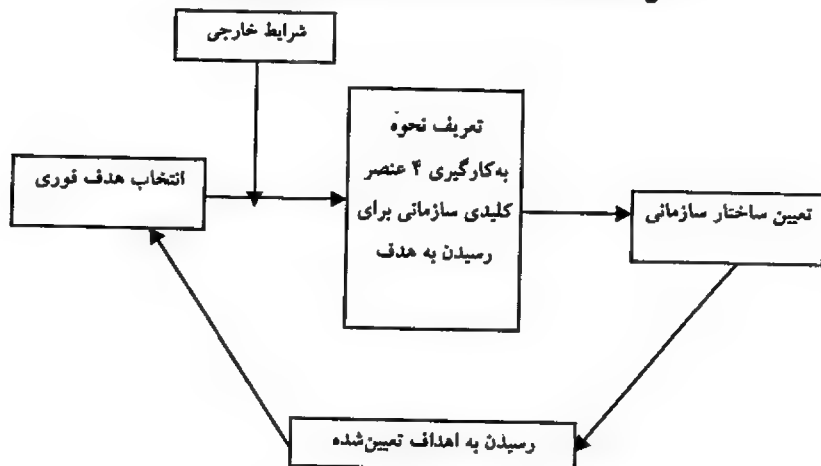 شرایط خارجی
تعریف نحوهٔ
به‌کارگیری ۴ عنصر
کلیدی سازمانی برای
رسیدن به هدف
انتخاب هدف فوری
تعیین ساختار سازمانی
رسیدن به اهداف تعیین‌شده